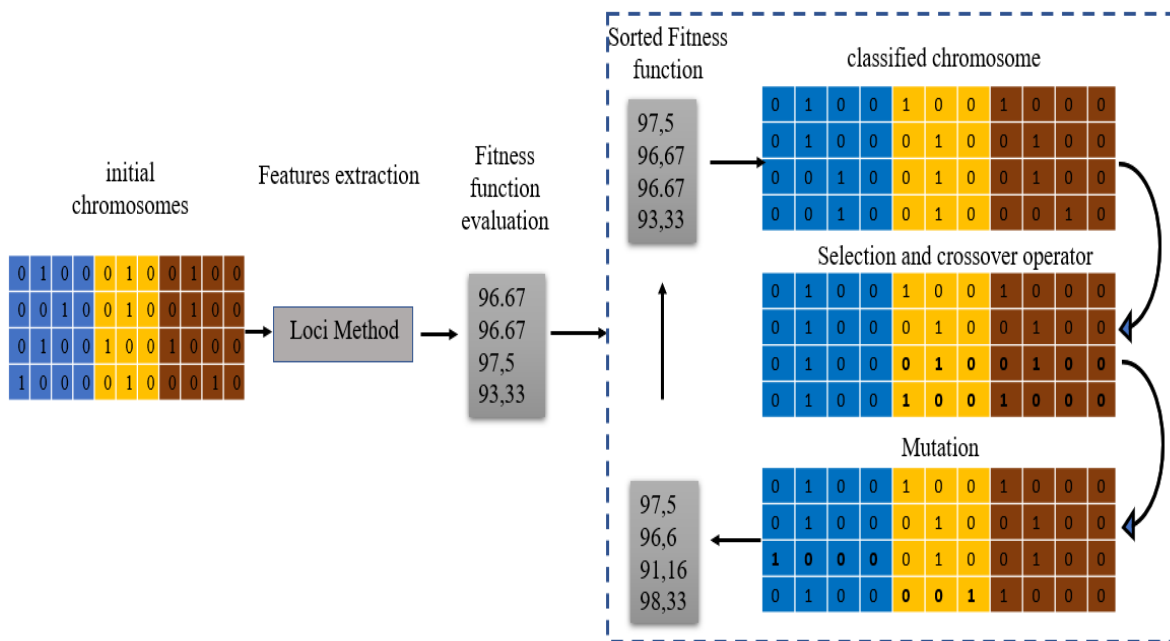 initial
chromosomes
0 1 0 0 0 1 0 0 1 0 0
0 0 1 0 0 1 0 0 1 0 0
0 1 0 0 1 0 0 1 0 0 0
1 0 0 0 0 1 0 0 0 1 0
Features extraction
Loci Method
Fitness
function
evaluation
96.67
96.67
97,5
93,33
Sorted Fitness
function
97,5
96,67
96.67
93,33
classified chromosome
0 1 0 0 1 0 0 1 0 0 0
0 1 0 0 0 1 0 0 1 0 0
0 0 1 0 0 1 0 0 1 0 0
0 0 1 0 0 1 0 0 0 1 0
Selection and crossover operator
0 1 0 0 1 0 0 1 0 0 0
0 1 0 0 0 1 0 0 1 0 0
0 1 0 0 0 1 0 0 1 0 0
0 1 0 0 1 0 0 1 0 0 0
Mutation
0 1 0 0 1 0 0 1 0 0 0
0 1 0 0 0 1 0 0 1 0 0
1 0 0 0 0 1 0 0 1 0 0
0 1 0 0 0 0 1 1 0 0 0
97,5
96,6
91,16
98,33